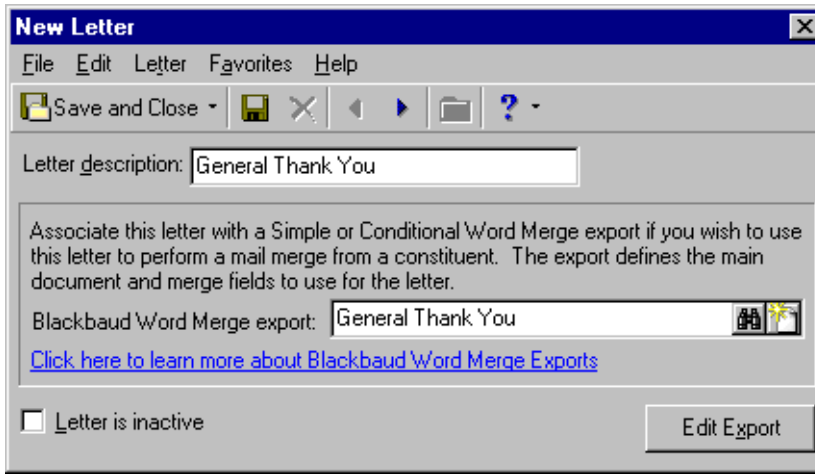 New Letter
File Edit Letter Favorites Help
Save and Close ?
Letter description: General Thank You
Associate this letter with a Simple or Conditional Word Merge export if you wish to use
this letter to perform a mail merge from a constituent. The export defines the main
document and merge fields to use for the letter.
Blackbaud Word Merge export: General Thank You
Click here to learn more about Blackbaud Word Merge Exports
Letter is inactive
Edit Export